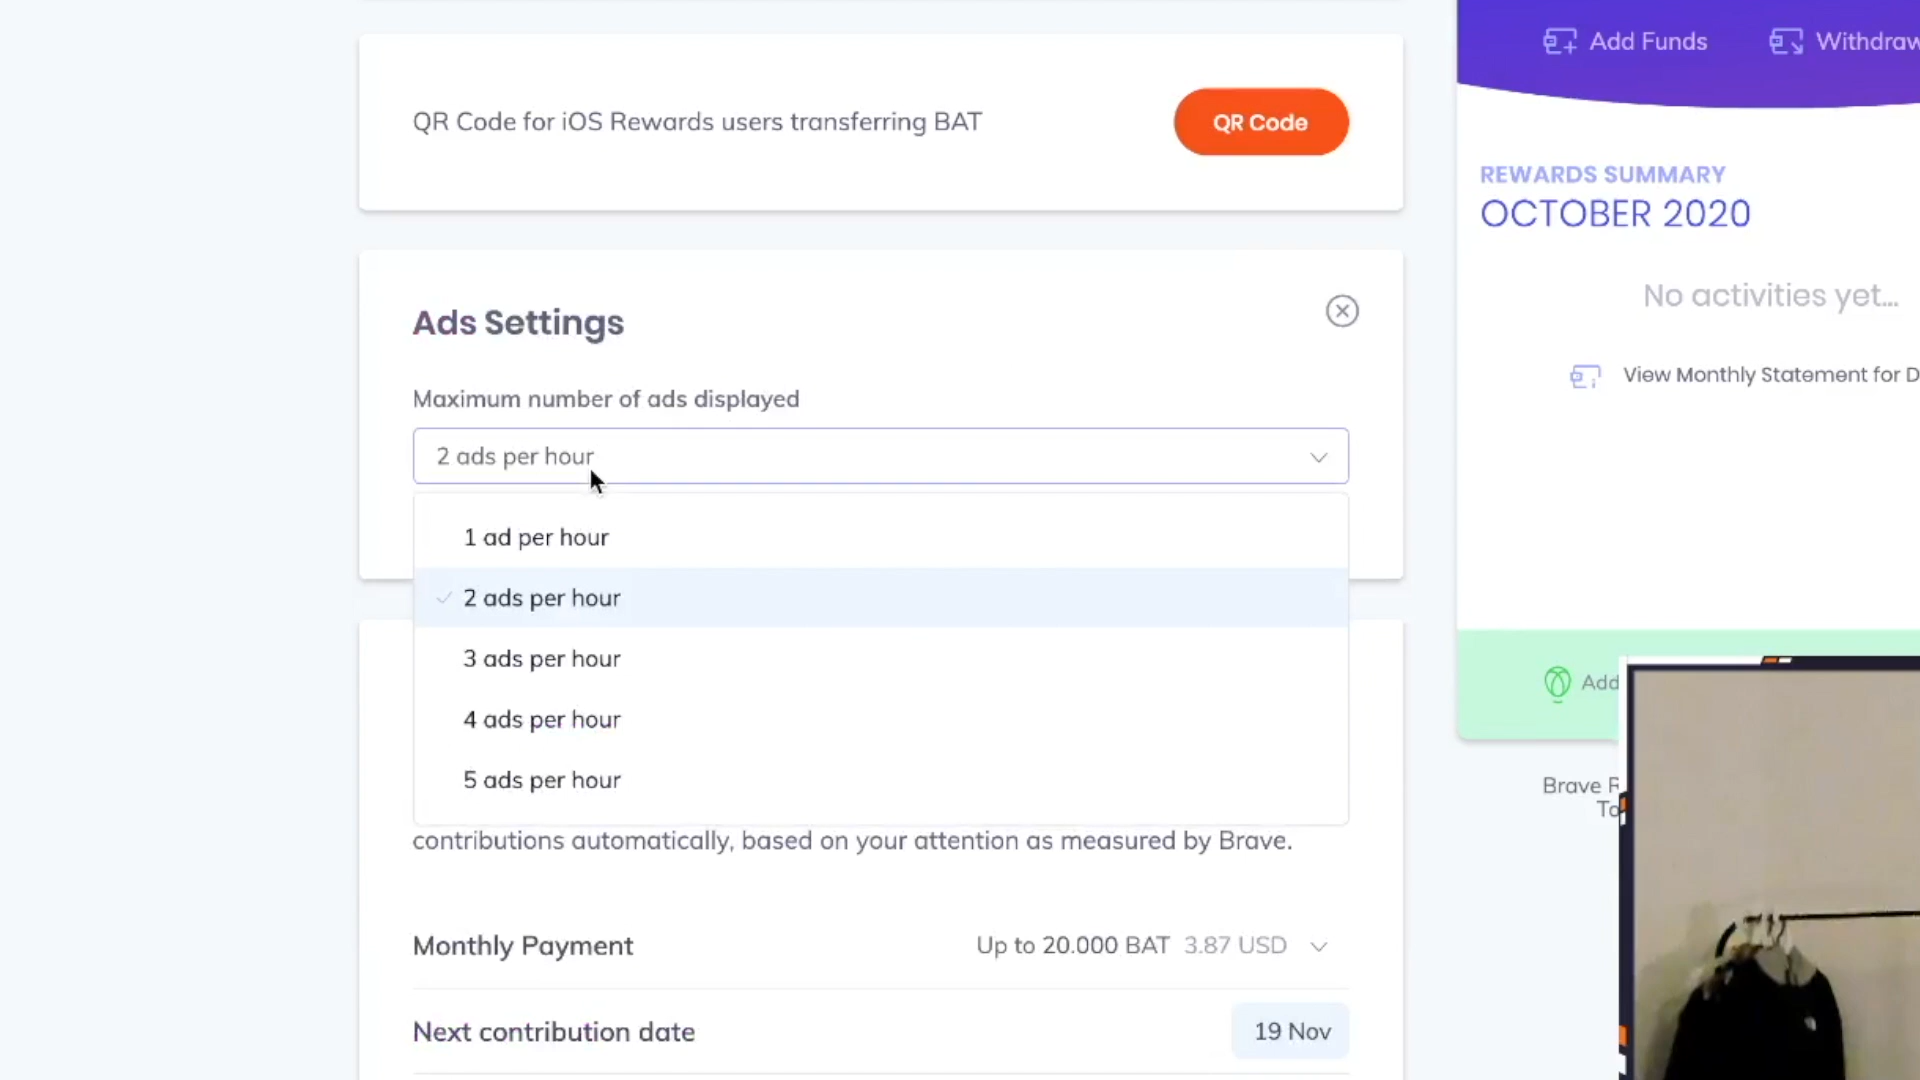 Add Funds
QR Code for iOS Rewards users transferring BAT
QR Code
Ads Settings
Maximum number of ads displayed
2 ads per hour
1 ad per hour
2 ads per hour
3 ads per hour
4 ads per hour
5 ads per hour
contributions automatically, based on your attention as measured by Brave.
Monthly Payment
Up to 20.000 BAT 3.87 USD
Next contribution date
19 Nov
REWARDS SUMMARY
OCTOBER 2020
No activities yet...
View Monthly Statement for
Add
Brave